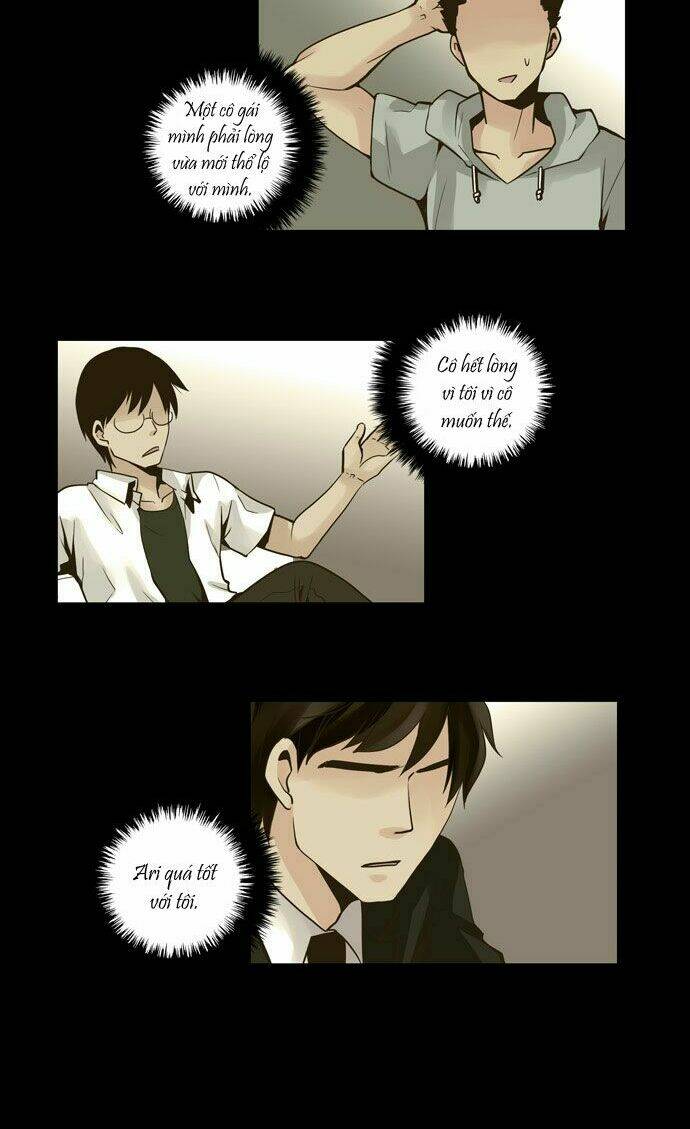 Một cô gái
mình phải lòng
vừa mới thổ lộ
với mình.
Cô hết lòng
vì tôi vì cô
muốn thế.
Ari quá tốt
với tôi.